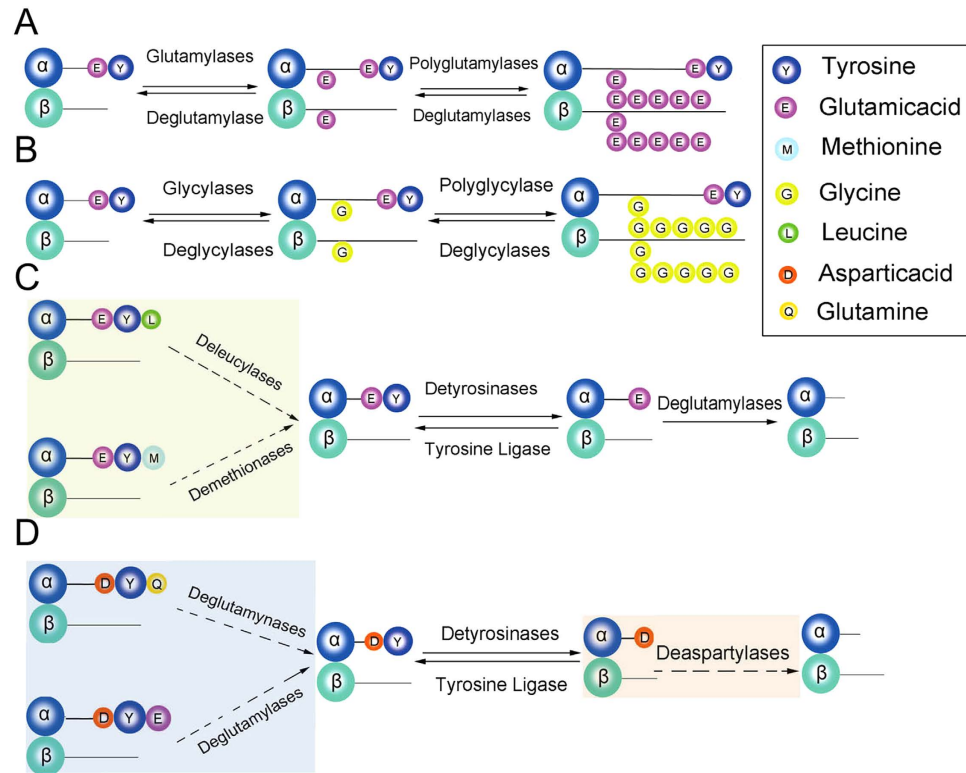 A
α E Y
β
Glutamylases
Deglutamylase
α E Y
E
β E
Polyglutamylases
Deglutamylases
α E Y
E
β E E E E E
E
E E E E E
B
α E Y
β
Glycylases
Deglycylases
α E Y
G
β G
Polyglycylase
Deglycylases
α E Y
G
β G G G G G
G
G G G G G
C
α E Y L
β
Deleucylases
α E Y M
β
Demethionases
α E Y
β
Detyrosinases
Tyrosine Ligase
α E
β
Deglutamylases
α
β
D
α D Y Q
β
Deglutamynases
α D Y E
β
Deglutamylases
α D Y
β
Detyrosinases
Tyrosine Ligase
α D
β
Deaspartylases
α
β
Y Tyrosine
E Glutamicacid
M Methionine
G Glycine
L Leucine
D Asparticacid
Q Glutamine